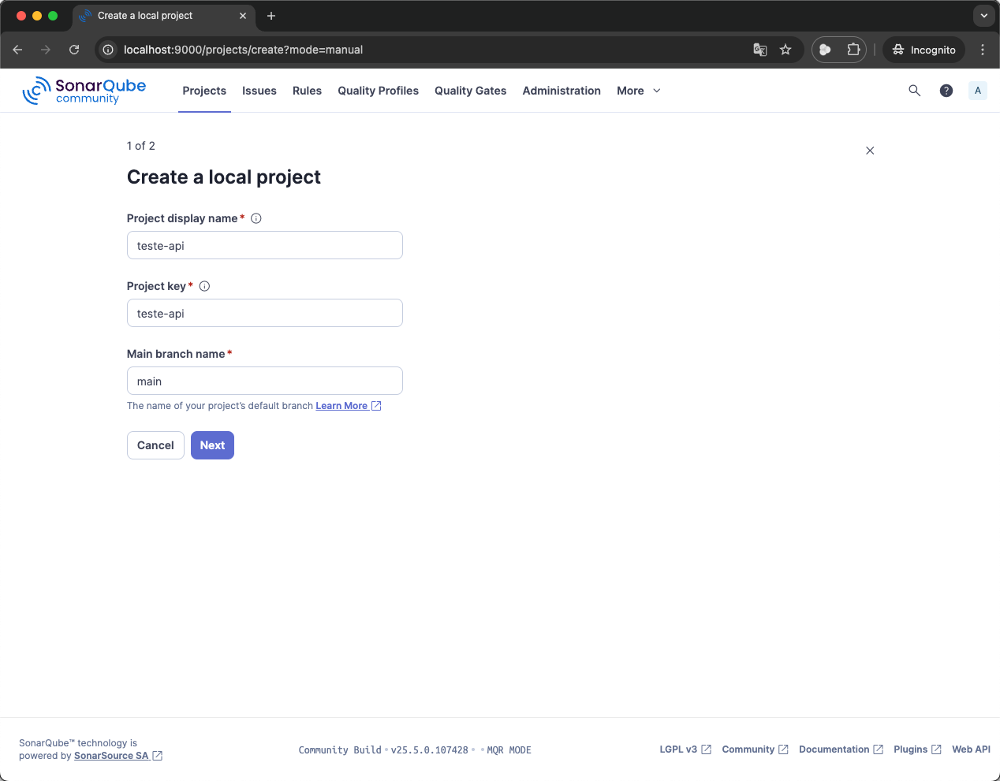 Create a local project
localhost:9000/projects/create?mode=manual
Incognito
SonarQube
community
Projects
Issues
Rules
Quality Profiles
Quality Gates
Administration
More
?
A
1 of 2
Create a local project
Project display name*
teste-api
Project key*
teste-api
Main branch name*
main
The name of your project's default branch Learn More
Cancel
Next
SonarQube™ technology is
powered by SonarSource SA
Community Build • v25.5.0.107428 • • MQR MODE
LGPL v3
Community
Documentation
Plugins
Web API